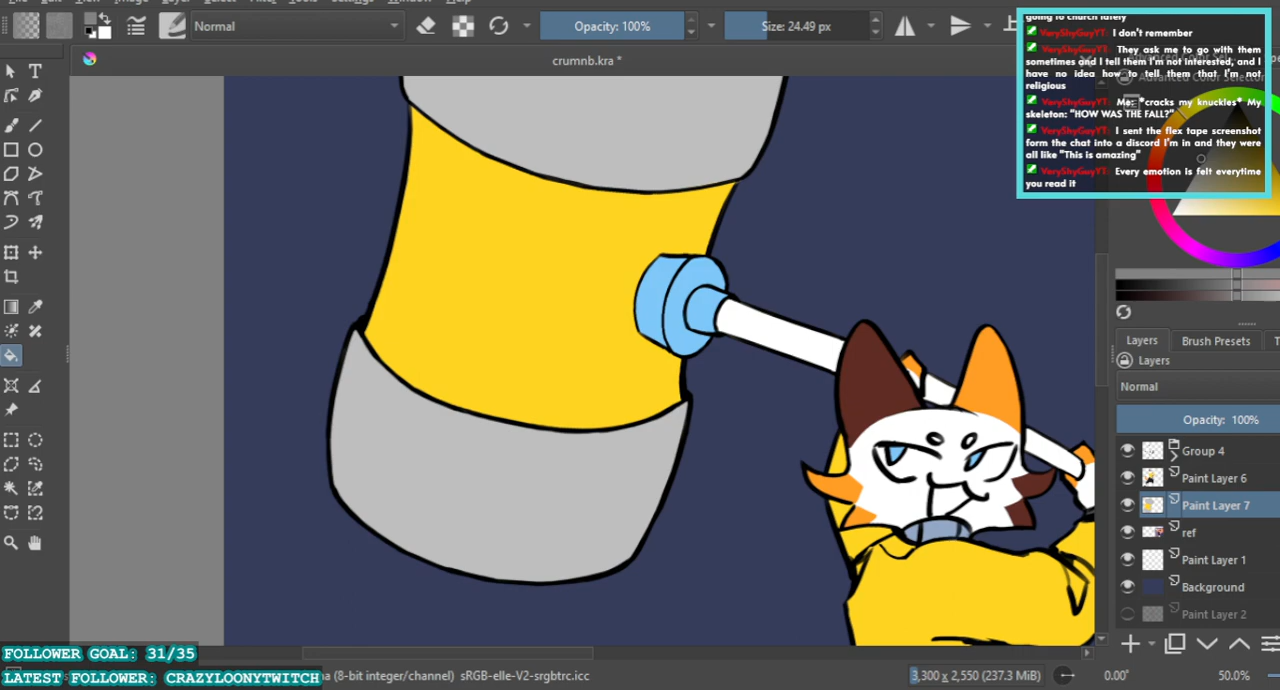 Normal
Opacity: 100%
Size: 24.49 px
crumnb.kra *
going to church lately
VeryShyGuyYT: I don't remember
VeryShyGuyYT: They ask me to go with them
sometimes and I tell them I'm not interested, and I
have no idea how to tell them that I'm not
religious
VeryShyGuyYT: Me: *cracks my knuckles* My
skeleton: "HOW WAS THE FALL?"
VeryShyGuyYT: I sent the flex tape screenshot
form the chat into a discord I'm in and they were
all like "This is amazing"
VeryShyGuyYT: Every emotion is felt everytime
you read it
Layers
Brush Presets
T
Layers
Normal
Opacity: 100%
Group 4
Paint Layer 6
Paint Layer 7
ref
Paint Layer 1
Background
Paint Layer 2
FOLLOWER GOAL: 31/35
LATEST FOLLOWER: CRAZYLOONYTWITCH
(8-bit integer/channel) sRGB-elle-V2-srgbtrc.icc
3,300 x 2,550 (237.3 MiB)
0.00°
50.0%